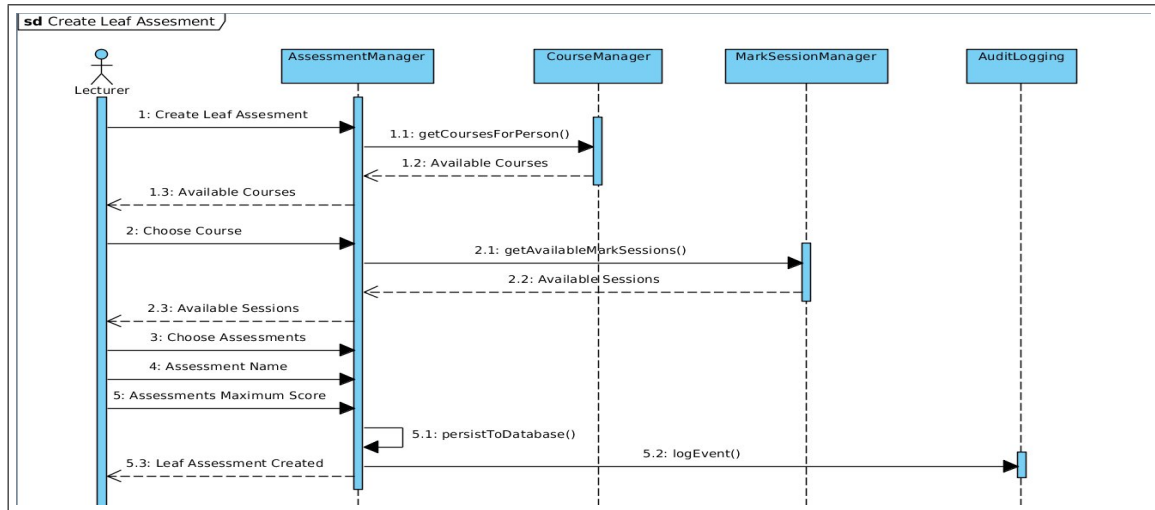 sd Create Leaf Assesment
AssessmentManager
CourseManager
MarkSessionManager
AuditLogging
Lecturer
1: Create Leaf Assesment
1.1: getCoursesForPerson()
1.2: Available Courses
1.3: Available Courses
2: Choose Course
2.1: getAvailableMarkSessions()
2.2: Available Sessions
2.3: Available Sessions
3: Choose Assessments
4: Assessment Name
5: Assessments Maximum Score
5.1: persistToDatabase()
5.2: logEvent()
5.3: Leaf Assessment Created